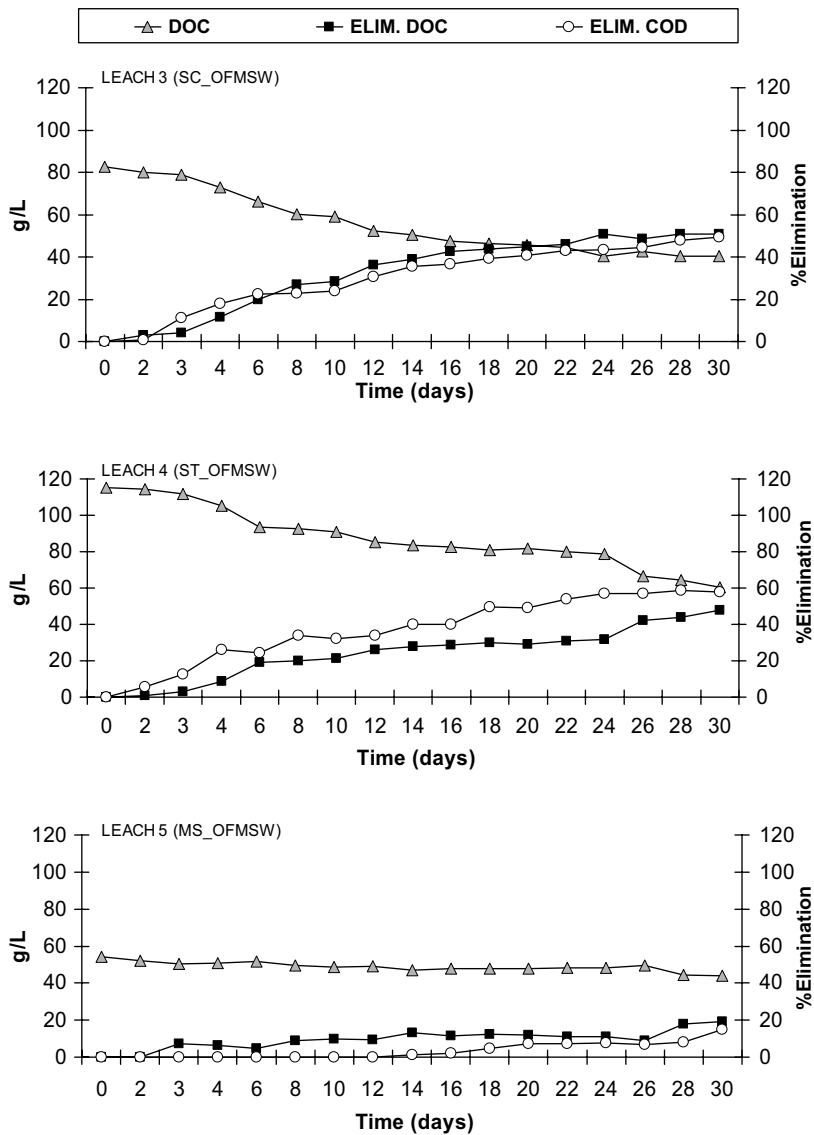 DOC ELIM. DOC ELIM. COD
LEACH 3 (SC_OFMSW)
120 120
100 100
80 80
60 60
40 40
20 20
0 0
g/L
%Elimination
0 2 3 4 6 8 10 12 14 16 18 20 22 24 26 28 30
Time (days)
LEACH 4 (ST_OFMSW)
120 120
100 100
80 80
60 60
40 40
20 20
0 0
g/L
%Elimination
0 2 3 4 6 8 10 12 14 16 18 20 22 24 26 28 30
Time (days)
LEACH 5 (MS_OFMSW)
120 120
100 100
80 80
60 60
40 40
20 20
0 0
g/L
%Elimination
0 2 3 4 6 8 10 12 14 16 18 20 22 24 26 28 30
Time (days)